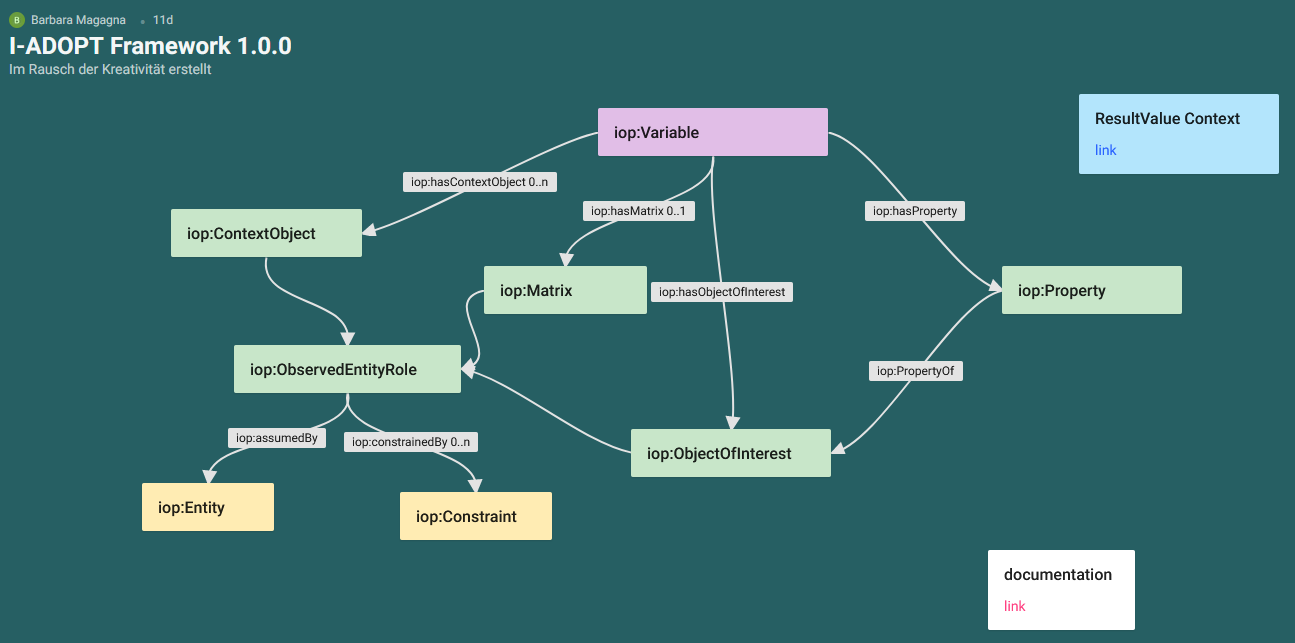 B Barbara Magagna • 11d
I-ADOPT Framework 1.0.0
Im Rausch der Kreativität erstellt
iop:Variable
ResultValue Context
link
iop:hasContextObject 0..n
iop:hasMatrix 0..1
iop:hasProperty
iop:ContextObject
iop:Matrix
iop:hasObjectOfInterest
iop:Property
iop:ObservedEntityRole
iop:PropertyOf
iop:assumedBy
iop:constrainedBy 0..n
iop:ObjectOfInterest
iop:Entity
iop:Constraint
documentation
link